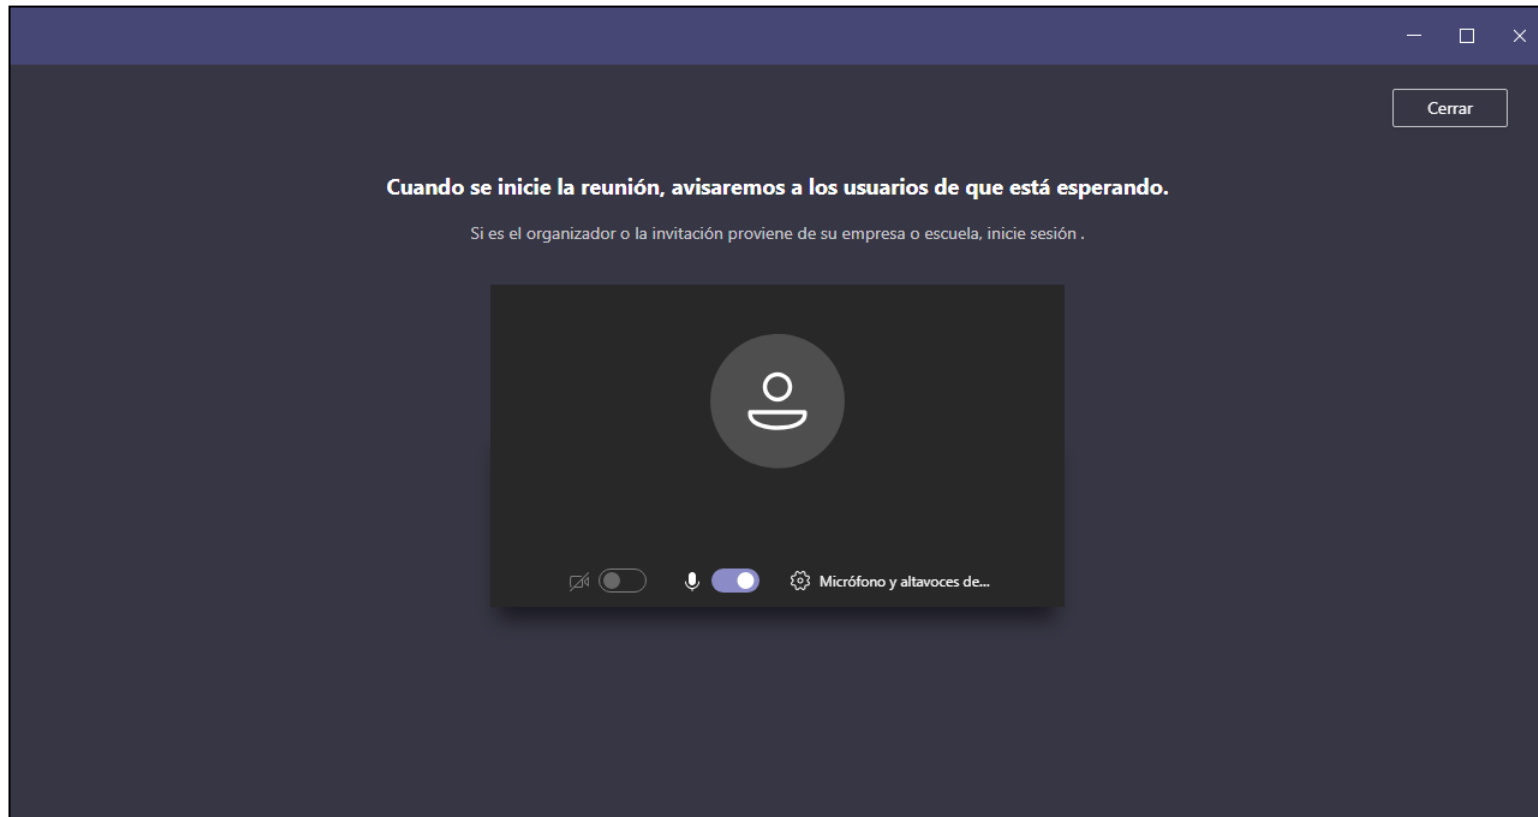 Cerrar
Cuando se inicie la reunión, avisaremos a los usuarios de que está esperando.
Si es el organizador o la invitación proviene de su empresa o escuela, inicie sesión .
Micrófono y altavoces de...